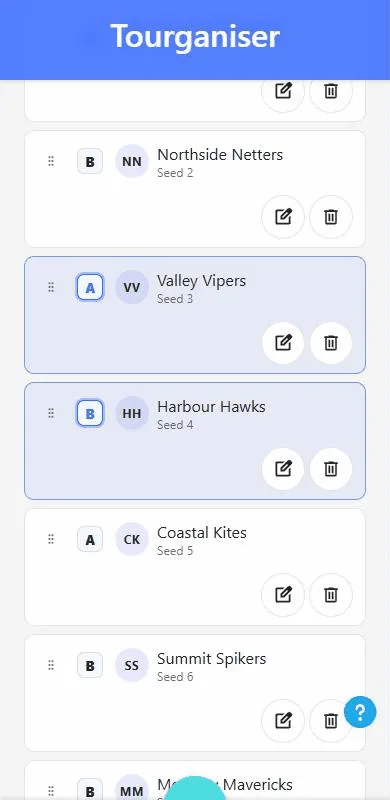 Tourganiser
B NN Northside Netters
Seed 2
A VV Valley Vipers
Seed 3
B HH Harbour Hawks
Seed 4
A CK Coastal Kites
Seed 5
B SS Summit Spikers
Seed 6
?
B MM Mavericks